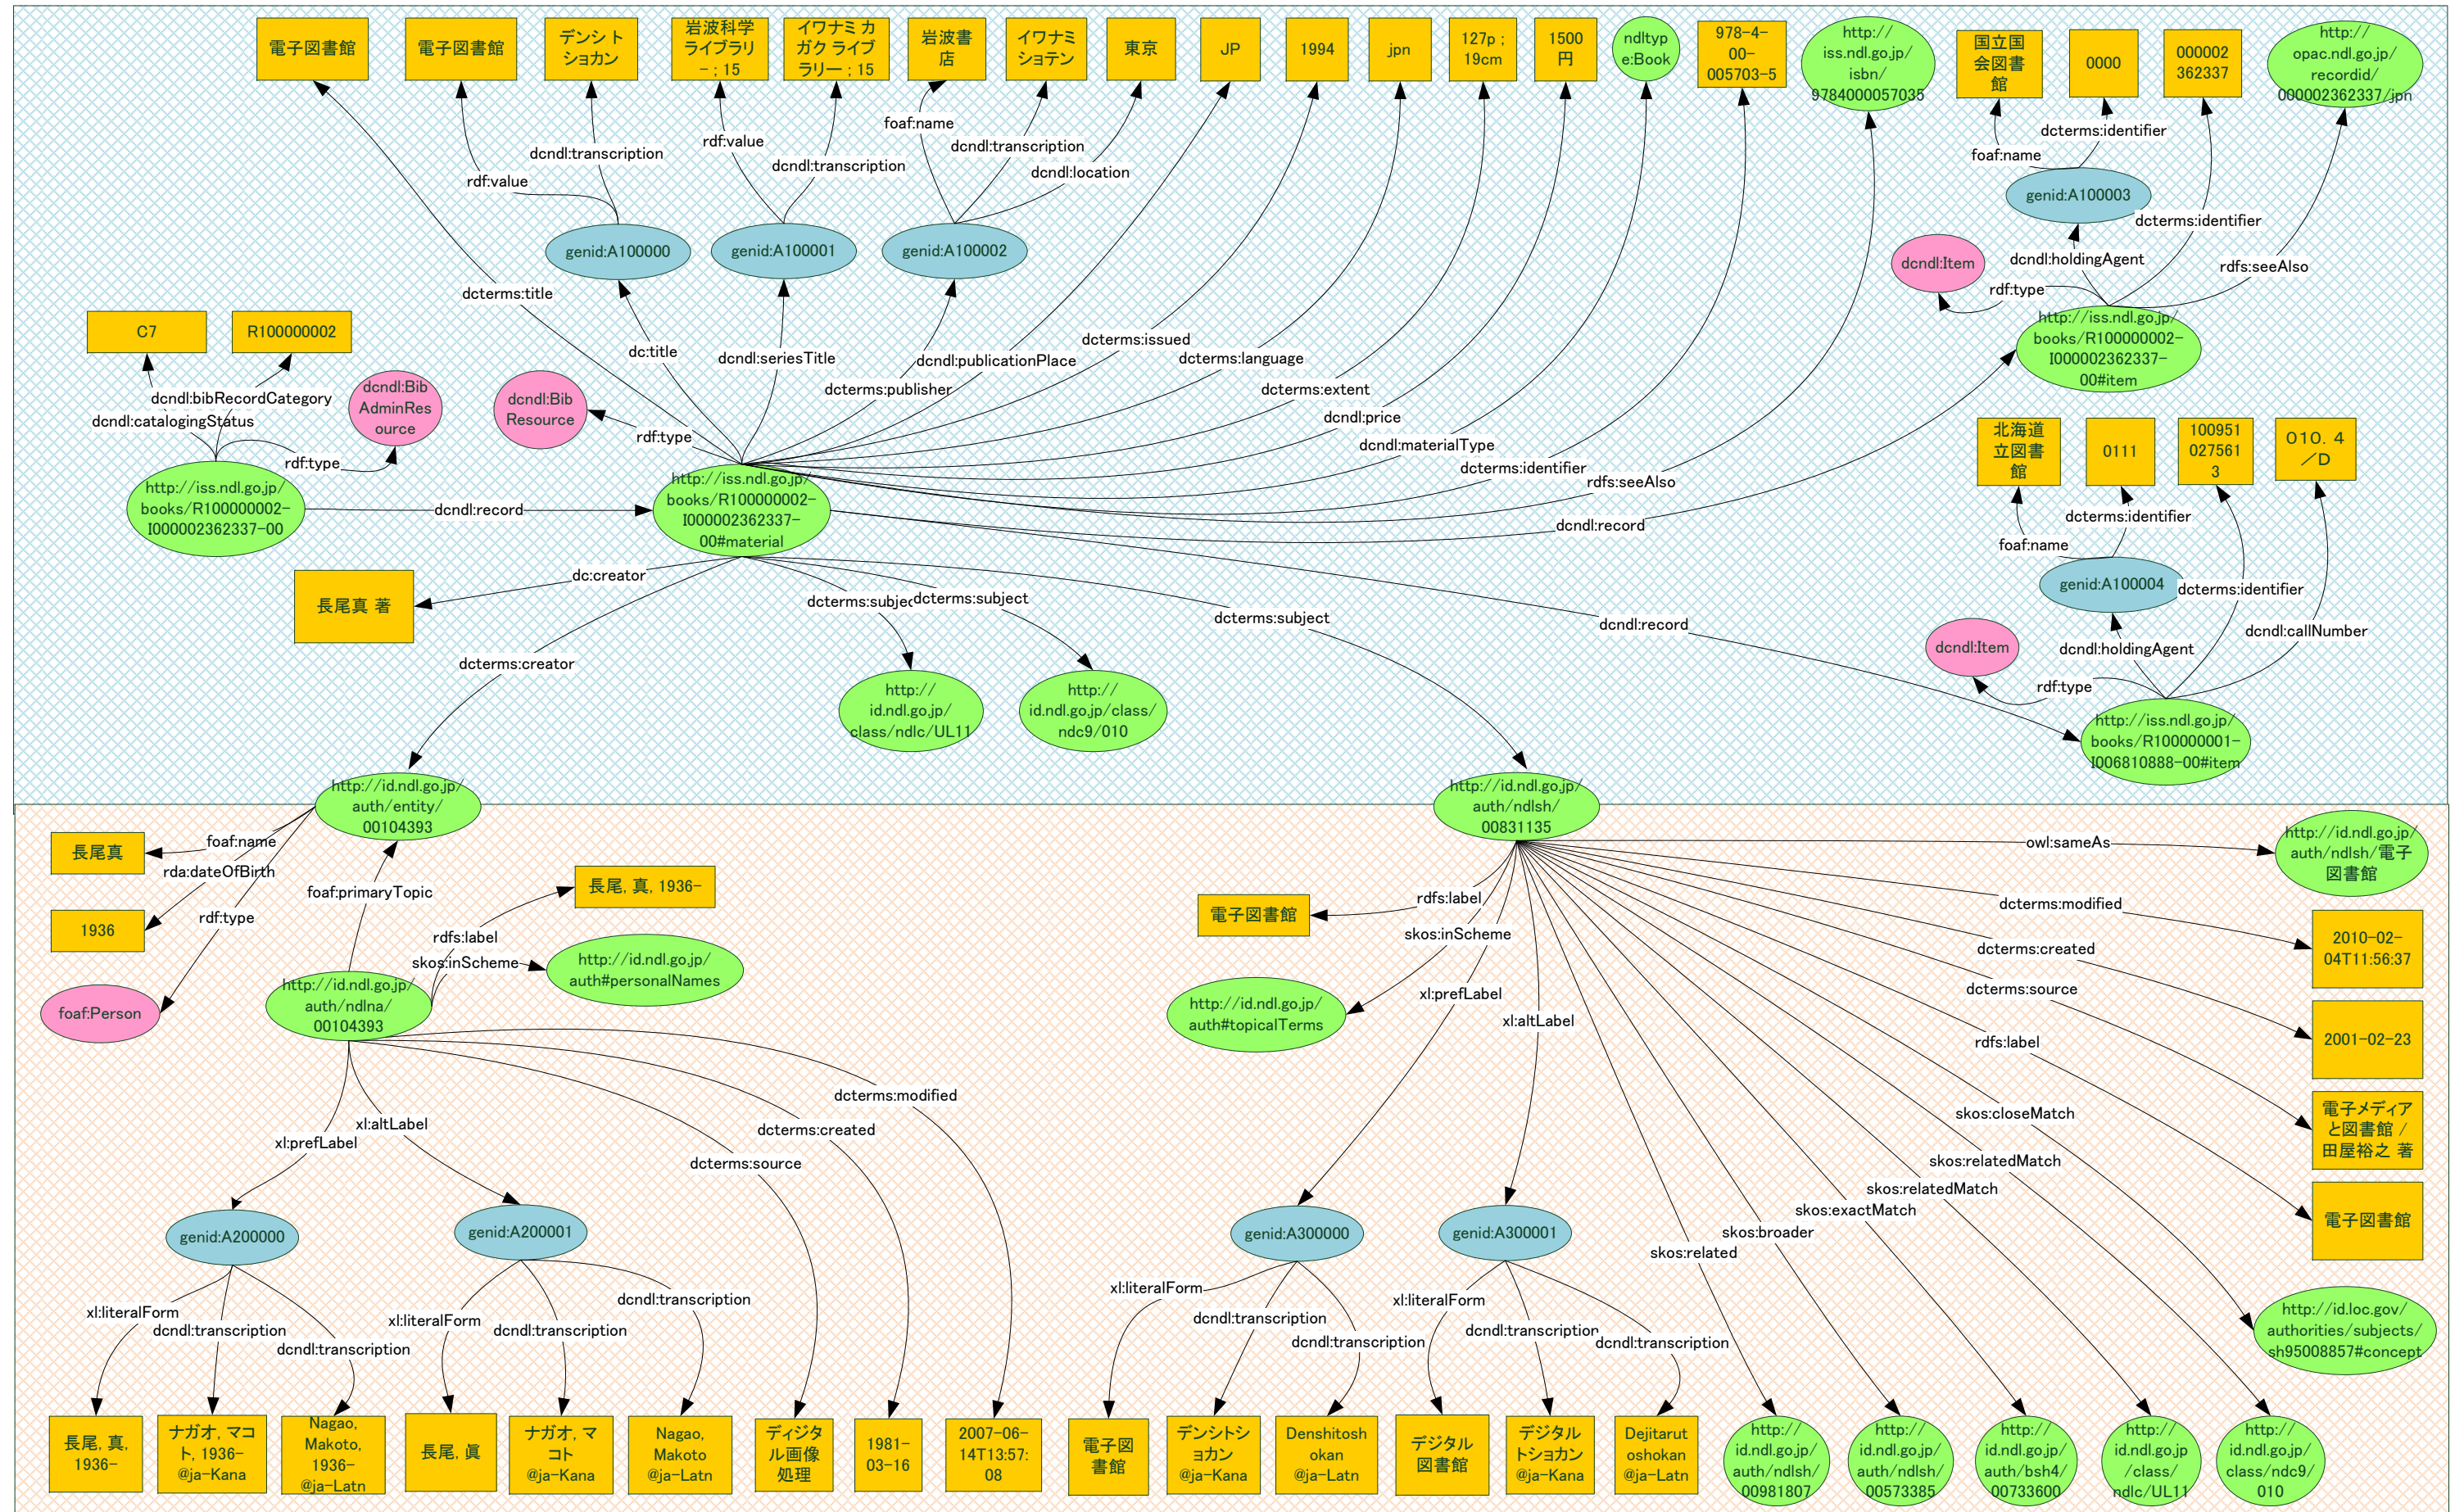 電子図書館
電子図書館
デンシト
ショカン
岩波科学
ライブラリ
- ; 15
イワナミ カ
ガク ライブ
ラリー ; 15
岩波書
店
イワナミ
ショテン
東京
JP
1994
jpn
127p ;
19cm
1500
円
ndltyp
e:Book
978-4-
00-
005703-5
http://
iss.ndl.go.jp/
isbn/
9784000057035
国立国
会図書
館
0000
000002
362337
http://
opac.ndl.go.jp/
recordid/
000002362337/jpn
foaf:name
dcterms:identifier
rdf:value
dcndl:transcription
dcndl:transcription
dcndl:transcription
foaf:name
dcndl:location
rdf:value
genid:A100003
dcterms:identifier
genid:A100000
genid:A100001
genid:A100002
dcndl:Item
dcndl:holdingAgent
rdfs:seeAlso
rdf:type
dcterms:title
C7
R100000002
http://iss.ndl.go.jp/
books/R100000002-
I000002362337-
00#item
dc:title
dcndl:seriesTitle
dcterms:publisher
dcndl:publicationPlace
dcterms:issued
dcterms:language
dcterms:extent
dcndl:price
dcndl:materialType
dcterms:identifier
rdfs:seeAlso
dcndl:record
dcndl:bibRecordCategory
dcndl:catalogingStatus
dcndl:Bib
AdminRes
ource
dcndl:Bib
Resource
rdf:type
rdf:type
http://iss.ndl.go.jp/
books/R100000002-
I000002362337-00
dcndl:record
http://iss.ndl.go.jp/
books/R100000002-
I000002362337-
00#material
北海道
立図書
館
0111
100951
027561
3
０１０．４
／Ｄ
dcterms:identifier
foaf:name
genid:A100004
dcterms:identifier
dcndl:callNumber
dcndl:Item
dcndl:holdingAgent
rdf:type
http://iss.ndl.go.jp/
books/R100000001-
I006810888-00#item
長尾真 著
dc:creator
dcterms:creator
dcterms:subjec
dcterms:subject
dcterms:subject
dcndl:record
http://
id.ndl.go.jp/
class/ndlc/UL11
http://
id.ndl.go.jp/class/
ndc9/010
http://id.ndl.go.jp/
auth/entity/
00104393
http://id.ndl.go.jp/
auth/ndlsh/
00831135
長尾真
foaf:name
rda:dateOfBirth
1936
rdf:type
foaf:Person
foaf:primaryTopic
長尾, 真, 1936-
rdfs:label
skos:inScheme
http://id.ndl.go.jp/
auth#personalNames
http://id.ndl.go.jp/
auth/ndlna/
00104393
xl:prefLabel
xl:altLabel
dcterms:source
dcterms:created
dcterms:modified
genid:A200000
genid:A200001
xl:literalForm
dcndl:transcription
dcndl:transcription
xl:literalForm
dcndl:transcription
dcndl:transcription
長尾, 真,
1936-
ナガオ, マコ
ト, 1936-
@ja-Kana
Nagao,
Makoto,
1936-
@ja-Latn
長尾, 眞
ナガオ, マ
コト
@ja-Kana
Nagao,
Makoto
@ja-Latn
ディジタ
ル画像
処理
1981-
03-16
2007-06-
14T13:57:
08
電子図書館
rdfs:label
skos:inScheme
http://id.ndl.go.jp/
auth#topicalTerms
xl:prefLabel
xl:altLabel
owl:sameAs
http://id.ndl.go.jp/
auth/ndlsh/電子
図書館
dcterms:modified
2010-02-
04T11:56:37
dcterms:created
2001-02-23
dcterms:source
電子メディア
と図書館 /
田屋裕之 著
rdfs:label
電子図書館
skos:closeMatch
skos:relatedMatch
skos:relatedMatch
skos:exactMatch
skos:broader
skos:related
http://id.loc.gov/
authorities/subjects/
sh95008857#concept
genid:A300000
genid:A300001
xl:literalForm
dcndl:transcription
dcndl:transcription
xl:literalForm
dcndl:transcription
dcndl:transcription
電子図
書館
デンシトシ
ョカン
@ja-Kana
Denshitosh
okan
@ja-Latn
デジタル
図書館
デジタル
トショカン
@ja-Kana
Dejitarut
oshokan
@ja-Latn
http://
id.ndl.go.jp/
auth/ndlsh/
00981807
http://
id.ndl.go.jp/
auth/ndlsh/
00573385
http://
id.ndl.go.jp/
auth/bsh4/
00733600
http://
id.ndl.go.jp
/class/
ndlc/UL11
http://
id.ndl.go.jp/
class/ndc9/
010